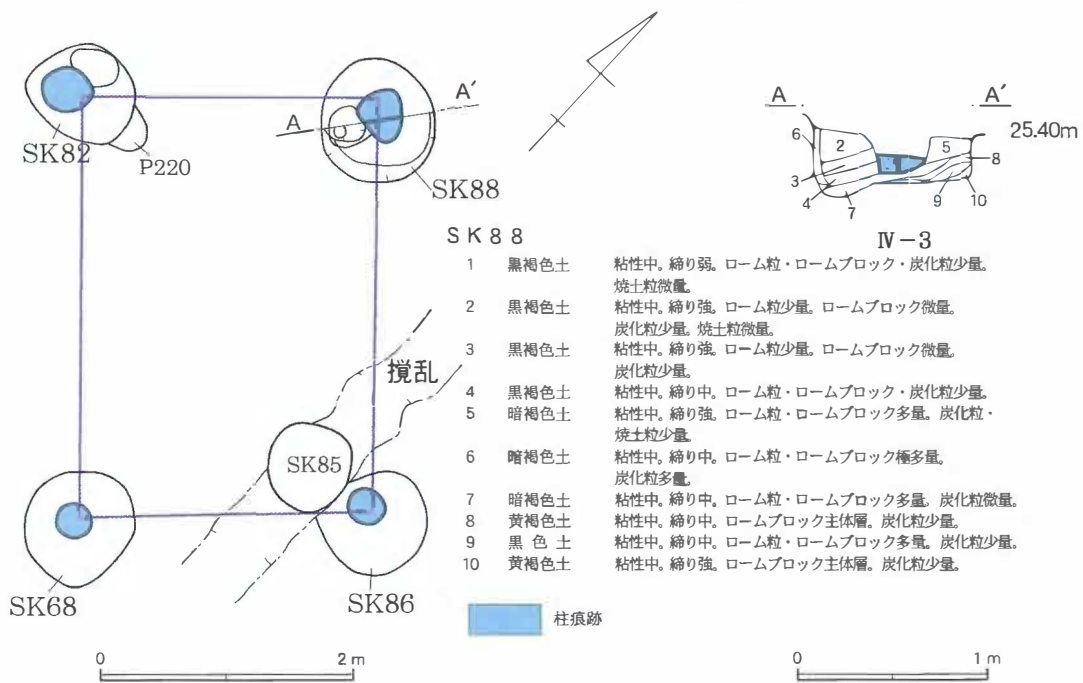 A A'
SK82
P220
SK88
A A'
25.40m
6 2 5 8
3
4 7 9 10
Ⅳ-3
撹乱
SK85
SK68
SK86
SK88
1 黒褐色土 粘性中。締り弱。ローム粒・ロームブロック・炭化粒少量。
焼土粒微量。
2 黒褐色土 粘性中。締り強。ローム粒少量。ロームブロック微量。
炭化粒少量。焼土粒微量。
3 黒褐色土 粘性中。締り強。ローム粒少量。ロームブロック微量。
炭化粒少量。
4 黒褐色土 粘性中。締り中。ローム粒・ロームブロック・炭化粒少量。
5 暗褐色土 粘性中。締り強。ローム粒・ロームブロック多量。炭化粒・
焼土粒少量。
6 暗褐色土 粘性中。締り中。ローム粒・ロームブロック極多量。
炭化粒多量。
7 暗褐色土 粘性中。締り中。ローム粒・ロームブロック多量。炭化粒微量。
8 黄褐色土 粘性中。締り中。ロームブロック主体層。炭化粒少量。
9 黒色土 粘性中。締り中。ローム粒・ロームブロック多量。炭化粒少量。
10 黄褐色土 粘性中。締り強。ロームブロック主体層。炭化粒少量。
柱痕跡
0 2 m
0 1 m